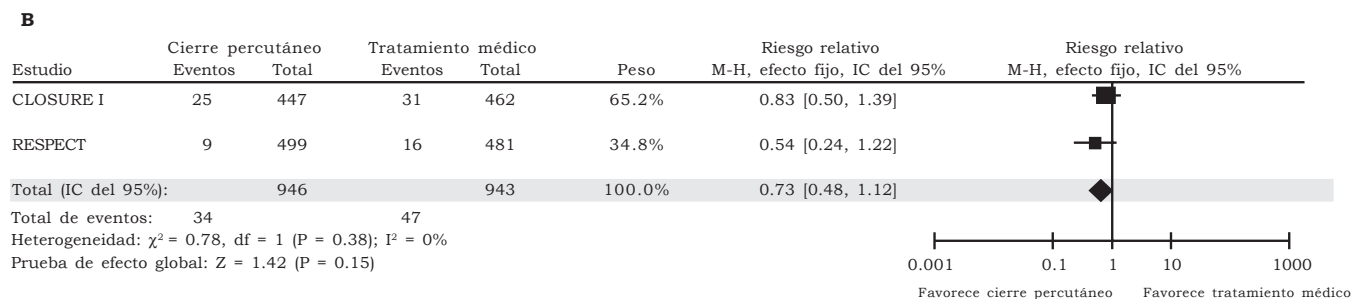 B
Cierre percutáneo Tratamiento médico Riesgo relativo Riesgo relativo
Estudio Eventos Total Eventos Total Peso M-H, efecto fijo, IC del 95% M-H, efecto fijo, IC del 95%
CLOSURE I 25 447 31 462 65.2% 0.83 [0.50, 1.39]
RESPECT 9 499 16 481 34.8% 0.54 [0.24, 1.22]
Total (IC del 95%): 946 943 100.0% 0.73 [0.48, 1.12]
Total de eventos: 34 47
Heterogeneidad: χ² = 0.78, df = 1 (P = 0.38); I² = 0%
Prueba de efecto global: Z = 1.42 (P = 0.15)
0.001 0.1 1 10 1000
Favorece cierre percutáneo Favorece tratamiento médico